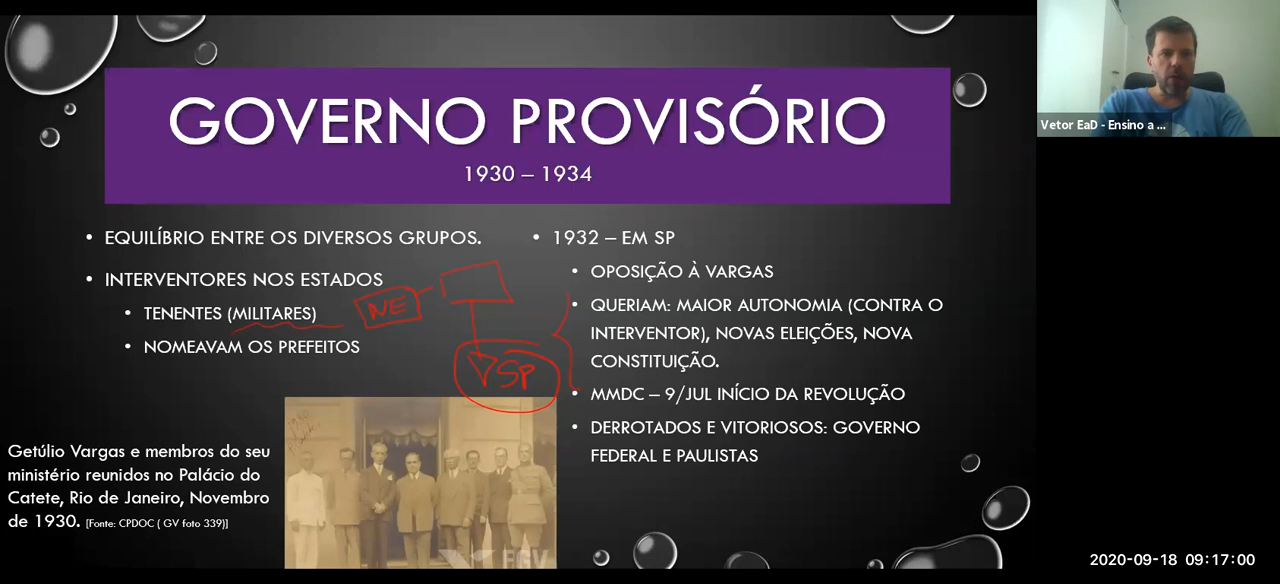 GOVERNO PROVISÓRIO
1930 – 1934
• EQUILÍBRIO ENTRE OS DIVERSOS GRUPOS.
• INTERVENTORES NOS ESTADOS
• TENENTES (MILITARES)
• NOMEAVAM OS PREFEITOS
NE
SP
• 1932 – EM SP
• OPOSIÇÃO À VARGAS
• QUERIAM: MAIOR AUTONOMIA (CONTRA O
INTERVENTOR), NOVAS ELEIÇÕES, NOVA
CONSTITUIÇÃO.
• MMDC – 9/JUL INÍCIO DA REVOLUÇÃO
• DERROTADOS E VITORIOSOS: GOVERNO
FEDERAL E PAULISTAS
Getúlio Vargas e membros do seu
ministério reunidos no Palácio do
Catete, Rio de Janeiro, Novembro
de 1930. [Fonte: CPDOC ( GV foto 339)]
FGV
Vetor EaD - Ensino a ...
2020-09-18 09:17:00